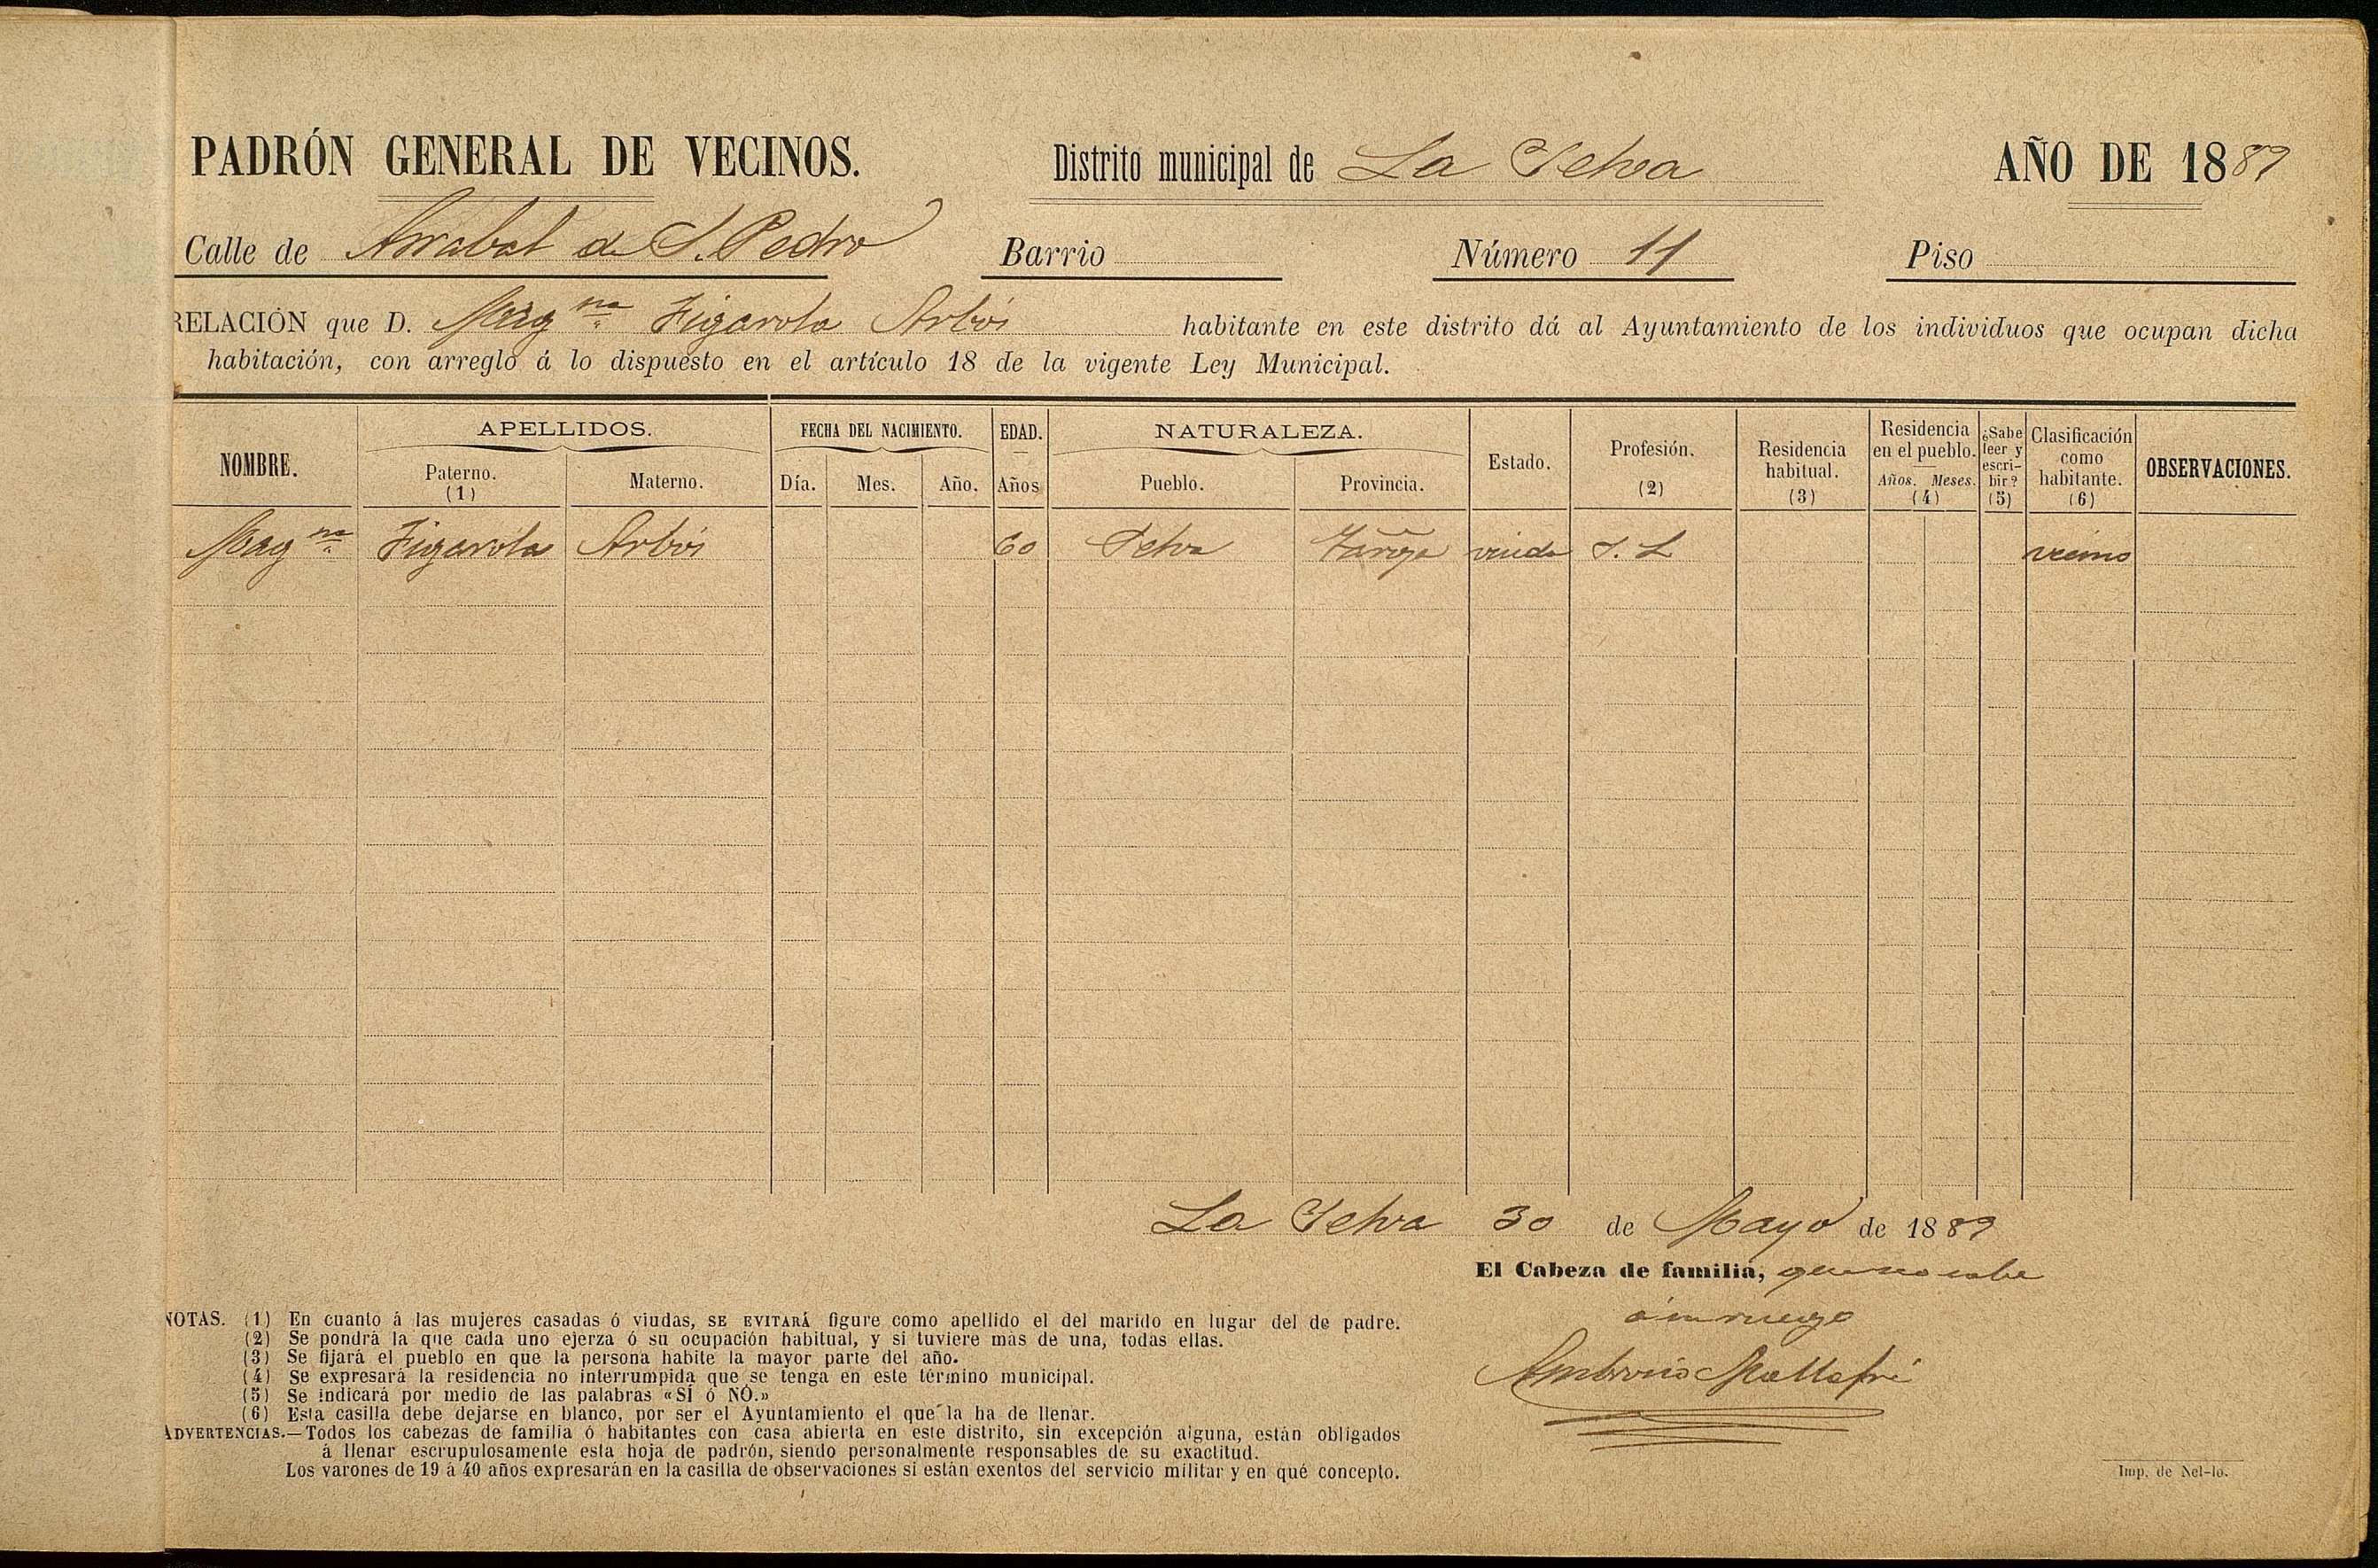 PADRÓN GENERAL DE VECINOS. Distrito municipal de La Selva AÑO DE 1889
Calle de Arrabal de S. Pedro Barrio Número 11 Piso
RELACIÓN que D. Magna Figarola Arbós habitante en este distrito dá al Ayuntamiento de los individuos que ocupan dicha
habitación, con arreglo á lo dispuesto en el artículo 18 de la vigente Ley Municipal.
NOMBRE. APELLIDOS. FECHA DEL NACIMIENTO. EDAD. NATURALEZA. Estado. Profesión. (2) Residencia habitual. (3) Residencia en el pueblo. Años. Meses. (4) ¿Sabe leer y escribir? (5) Clasificación como habitante. (6) OBSERVACIONES.
Paterno. (1) Materno. Día. Mes. Año. Años Pueblo. Provincia.
Magna Figarola Arbós 60 Selva viuda S. L vecino
La Selva 30 de Mayo de 1889
El Cabeza de familia, que no sabe
á su ruego
Ambrosio Mallafré
NOTAS. (1) En cuanto á las mujeres casadas ó viudas, SE EVITARÁ figure como apellido el del marido en lugar del de padre.
(2) Se pondrá la que cada uno ejerza ó su ocupación habitual, y si tuviere más de una, todas ellas.
(3) Se fijará el pueblo en que la persona habite la mayor parte del año.
(4) Se expresará la residencia no interrumpida que se tenga en este término municipal.
(5) Se indicará por medio de las palabras «SÍ ó NÓ.»
(6) Esta casilla debe dejarse en blanco, por ser el Ayuntamiento el que la ha de llenar.
ADVERTENCIAS.—Todos los cabezas de familia ó habitantes con casa abierta en este distrito, sin excepción alguna, están obligados
á llenar escrupulosamente esta hoja de padrón, siendo personalmente responsables de su exactitud.
Los varones de 19 á 40 años expresarán en la casilla de observaciones si están exentos del servicio militar y en qué concepto.
Imp. de Nel-lo.